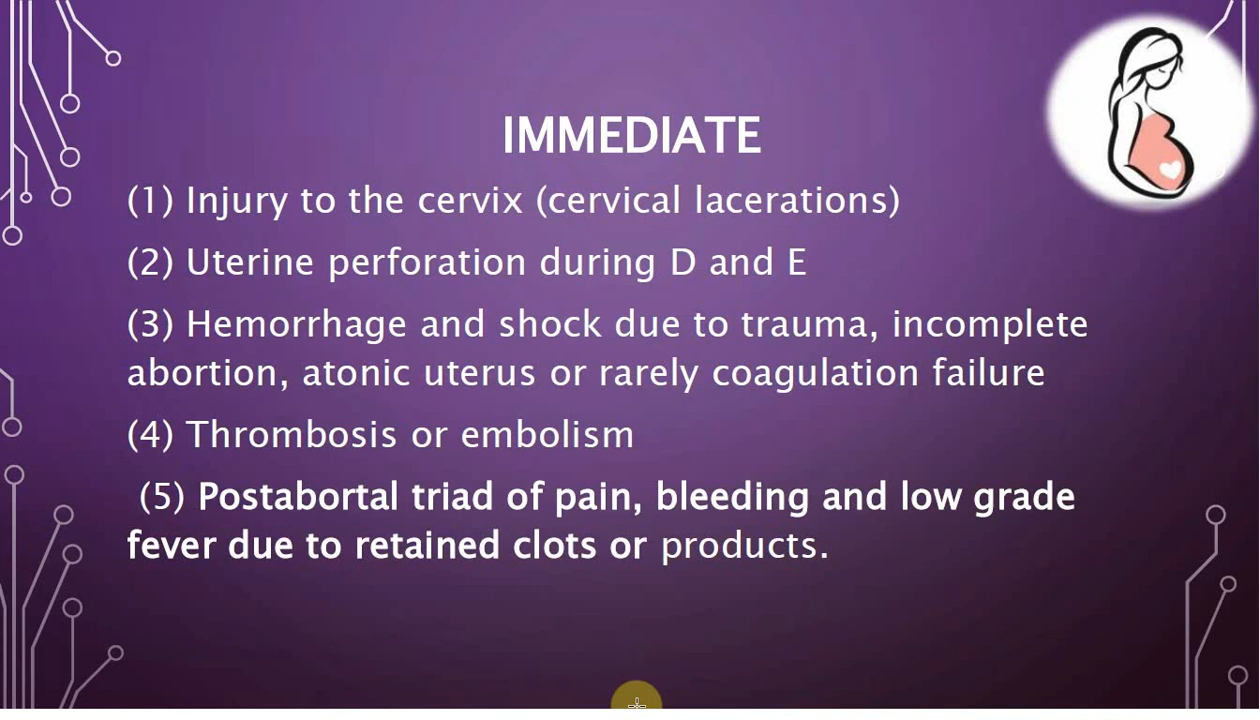 IMMEDIATE
(1) Injury to the cervix (cervical lacerations)
(2) Uterine perforation during D and E
(3) Hemorrhage and shock due to trauma, incomplete
abortion, atonic uterus or rarely coagulation failure
(4) Thrombosis or embolism
(5) Postabortal triad of pain, bleeding and low grade
fever due to retained clots or products.